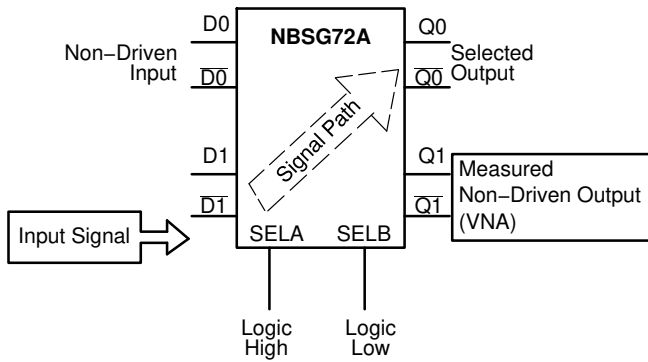 D0
NBSG72A
Q0
Non−Driven
Input
Selected
Output
D0
Q0
Signal Path
D1
Q1
Measured
Non−Driven Output
(VNA)
D1
Q1
Input Signal
SELA
SELB
Logic
High
Logic
Low